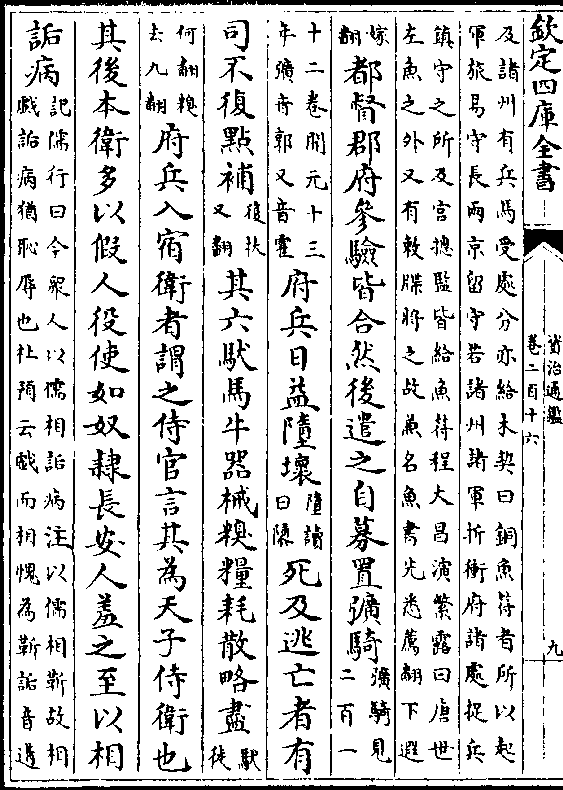 欽定四庫全書
資治通鑑
卷二百十六
九
及諸州有兵馬受處分亦給木契曰銅魚符者所以起
軍旅易守長兩京留守若諸州諸軍折衝府諸處捉兵
鎮守之所及宮總監皆給魚符程大昌演繁露曰唐世
左魚之外又有敕牒將之故兼名魚書先悉薦翻下遐
嫁翻
都督郡府參驗皆合然後遣之自募置彍騎
彍騎見二百一
十二卷開元十三
年彍音郭又音霍
府兵日益墮壞
墮讀曰隳
死及逃亡者有
司不復點補
復扶又翻
其六馱馬牛器械糗糧耗散略盡
馱徒
何翻糗
去九翻
府兵入宿衛者謂之侍官言其為天子侍衛也
其後本衛多以假人役使如奴隸長安人羞之至以相
詬病
記儒行曰今衆人以儒相詬病注以儒相靳故相
戲詬病猶恥辱也杜預云戲而相愧為靳詬音遘